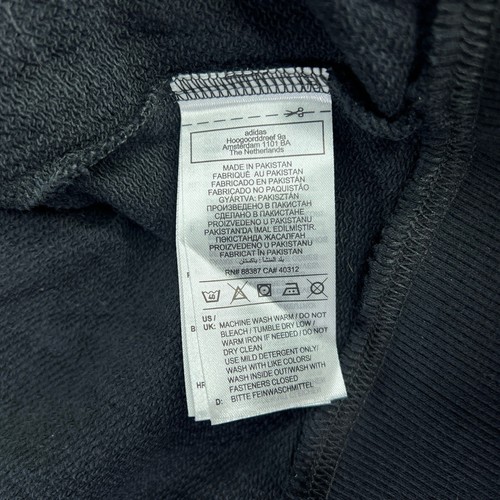 adidas
Hoogoorddreef 9a
Amsterdam 1101 BA
The Netherlands
MADE IN PAKISTAN
FABRIQUÉ AU PAKISTAN
FABRICADO EN PAKISTÁN
FABRICADO NO PAQUISTÃO
GYÁRTVA: PAKISZTÁN
ПРОИЗВЕДЕНО В ПАКИСТАН
СДЕЛАНО В ПАКИСТАНЕ
PROIZVEDENO U PAKISTANU
PAKISTAN'DA İMAL EDİLMİŞTİR.
ПӘКІСТАНДА ЖАСАЛҒАН
PROIZVEDENO U PAKISTANU
FABRICAT ÎN PAKISTAN
RN# 88387 CA# 40312
US /
UK: MACHINE WASH WARM / DO NOT
BLEACH / TUMBLE DRY LOW /
WARM IRON IF NEEDED / DO NOT
DRY CLEAN
USE MILD DETERGENT ONLY/
WASH WITH LIKE COLORS/
WASH INSIDE OUT/WASH WITH
FASTENERS CLOSED
D: BITTE FEINWASCHMITTEL